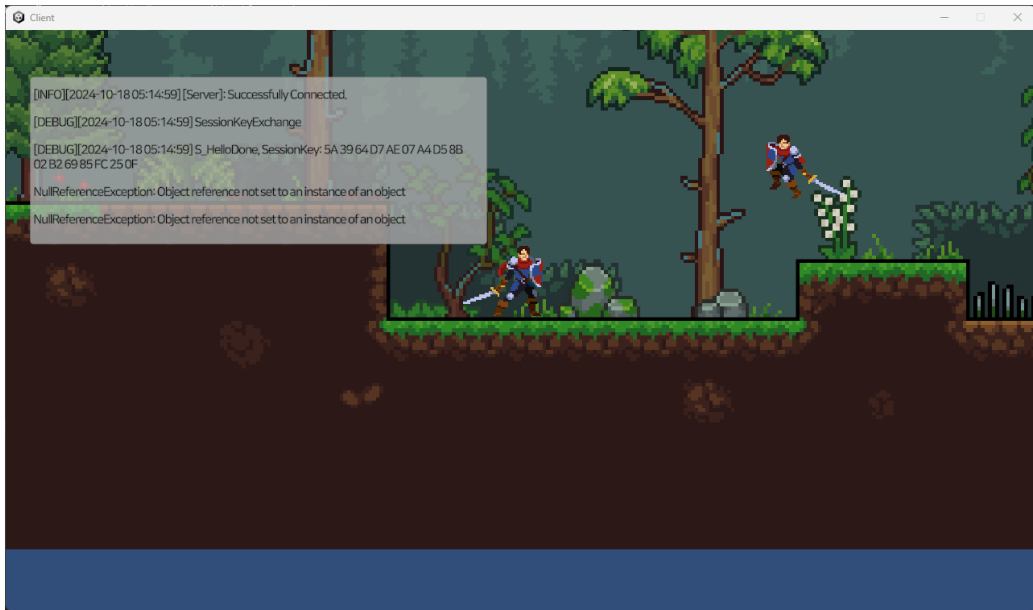 Client
[INFO][2024-10-18 05:14:59] [Server]: Successfully Connected.
[DEBUG][2024-10-18 05:14:59] SessionKeyExchange
[DEBUG][2024-10-18 05:14:59] S_HelloDone, SessionKey: 5A 39 64 D7 AE 07 A4 D5 8B
02 B2 69 85 FC 25 0F
NullReferenceException: Object reference not set to an instance of an object
NullReferenceException: Object reference not set to an instance of an object